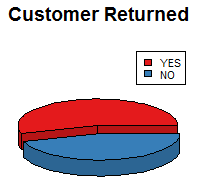 Customer Returned
YES
NO